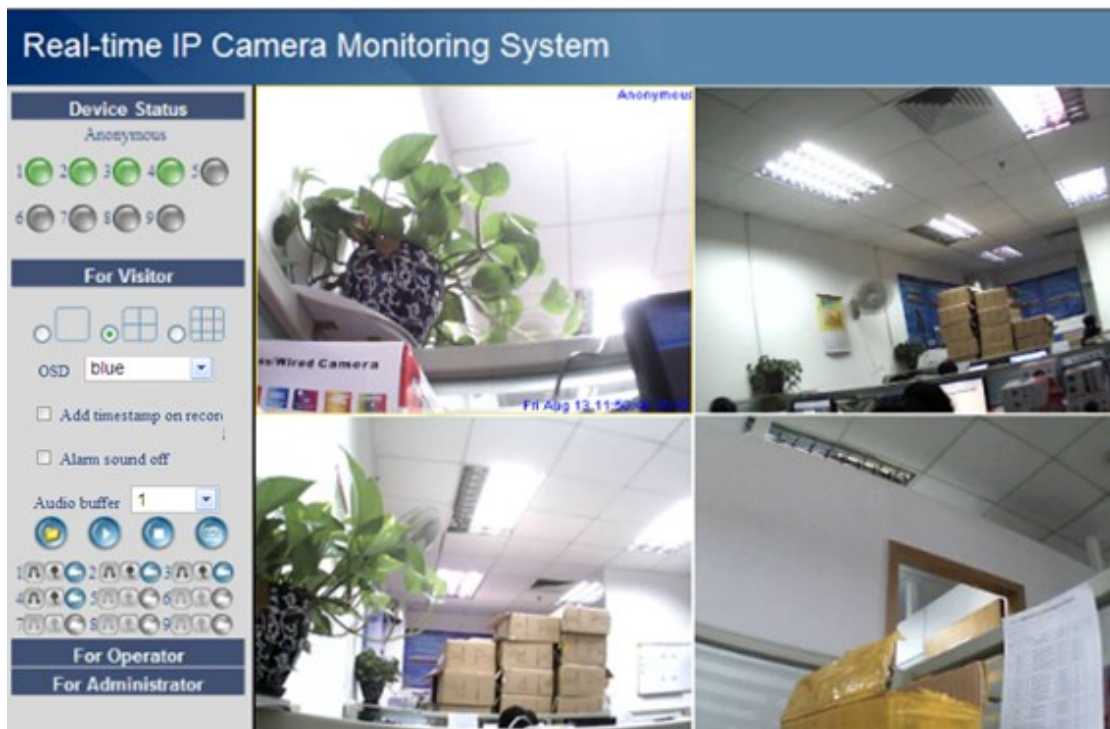 Real-time IP Camera Monitoring System
Device Status
Anonymous
1 2 3 4 5
6 7 8 9
For Visitor
OSD blue
Add timestamp on recor
Alarm sound off
Audio buffer 1
1 2 3
4 5 6
7 8 9
For Operator
For Administrator
Anonymous
s/Wired Camera
Fri Aug 13 11:5